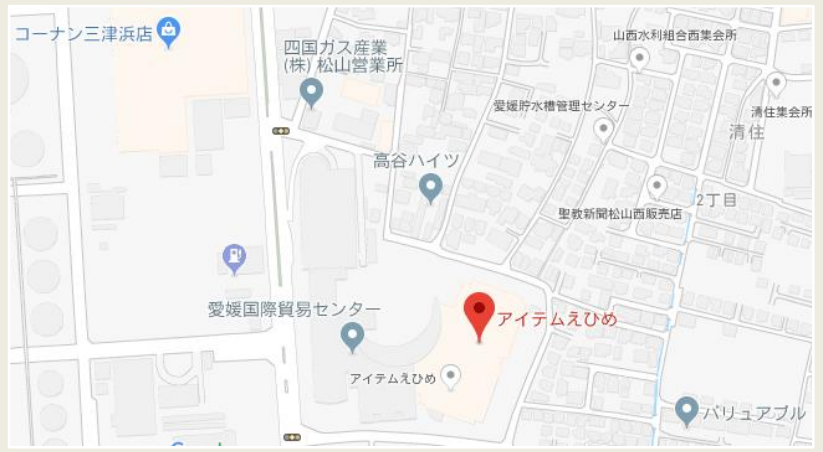 コーナン三津浜店
四国ガス産業
(株)松山営業所
山西水利組合西集会所
愛媛貯水槽管理センター
清住集会所
清住
高谷ハイツ
聖教新聞松山西販売店
2丁目
愛媛国際貿易センター
アイテムえひめ
アイテムえひめ
バリュアブル